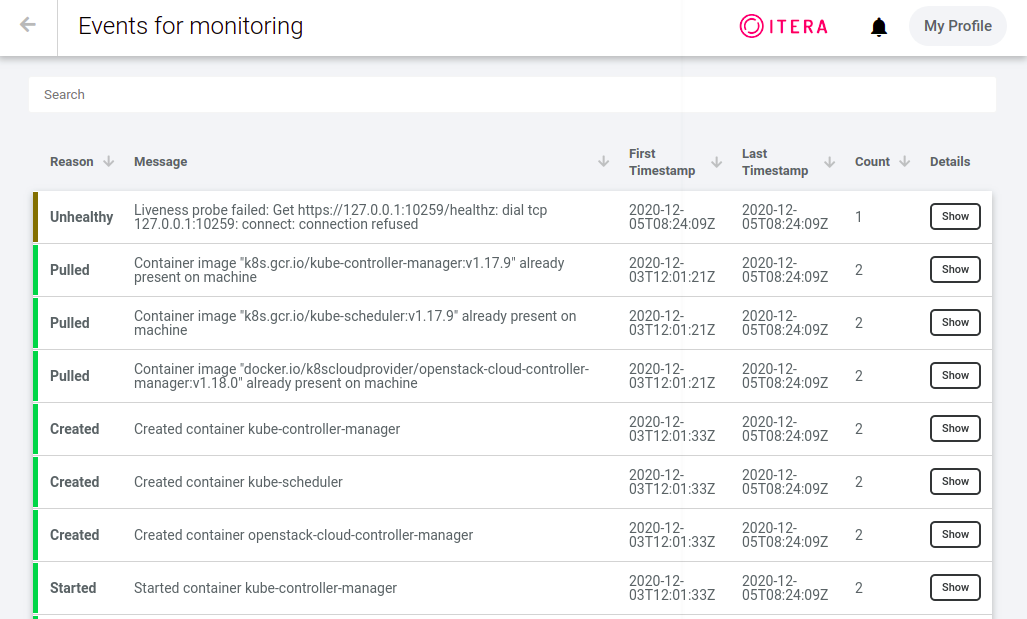 Events for monitoring
ITERA
My Profile
Search
Reason
Message
First
Timestamp
Last
Timestamp
Count
Details
Unhealthy
Liveness probe failed: Get https://127.0.0.1:10259/healthz: dial tcp
127.0.0.1:10259: connect: connection refused
2020-12-
05T08:24:09Z
2020-12-
05T08:24:09Z
1
Show
Pulled
Container image "k8s.gcr.io/kube-controller-manager:v1.17.9" already
present on machine
2020-12-
03T12:01:21Z
2020-12-
05T08:24:09Z
2
Show
Pulled
Container image "k8s.gcr.io/kube-scheduler:v1.17.9" already present on
machine
2020-12-
03T12:01:21Z
2020-12-
05T08:24:09Z
2
Show
Pulled
Container image "docker.io/k8scloudprovider/openstack-cloud-controller-
manager:v1.18.0" already present on machine
2020-12-
03T12:01:21Z
2020-12-
05T08:24:09Z
2
Show
Created
Created container kube-controller-manager
2020-12-
03T12:01:33Z
2020-12-
05T08:24:09Z
2
Show
Created
Created container kube-scheduler
2020-12-
03T12:01:33Z
2020-12-
05T08:24:09Z
2
Show
Created
Created container openstack-cloud-controller-manager
2020-12-
03T12:01:33Z
2020-12-
05T08:24:09Z
2
Show
Started
Started container kube-controller-manager
2020-12-
03T12:01:33Z
2020-12-
05T08:24:09Z
2
Show